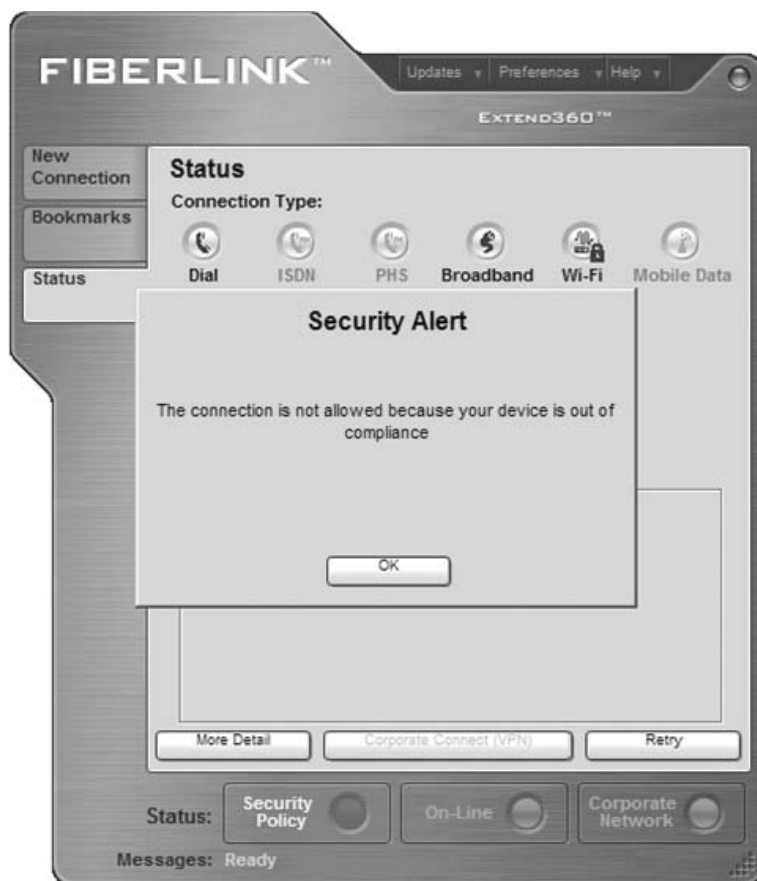 FIBERLINK™
Updates Preferences Help
EXTEND360™
New
Connection
Bookmarks
Status
Status
Connection Type:
Dial ISDN PHS Broadband Wi-Fi Mobile Data
Security Alert
The connection is not allowed because your device is out of
compliance
OK
More Detail Corporate Connect (VPN) Retry
Status: Security Policy On-Line Corporate Network
Messages: Ready